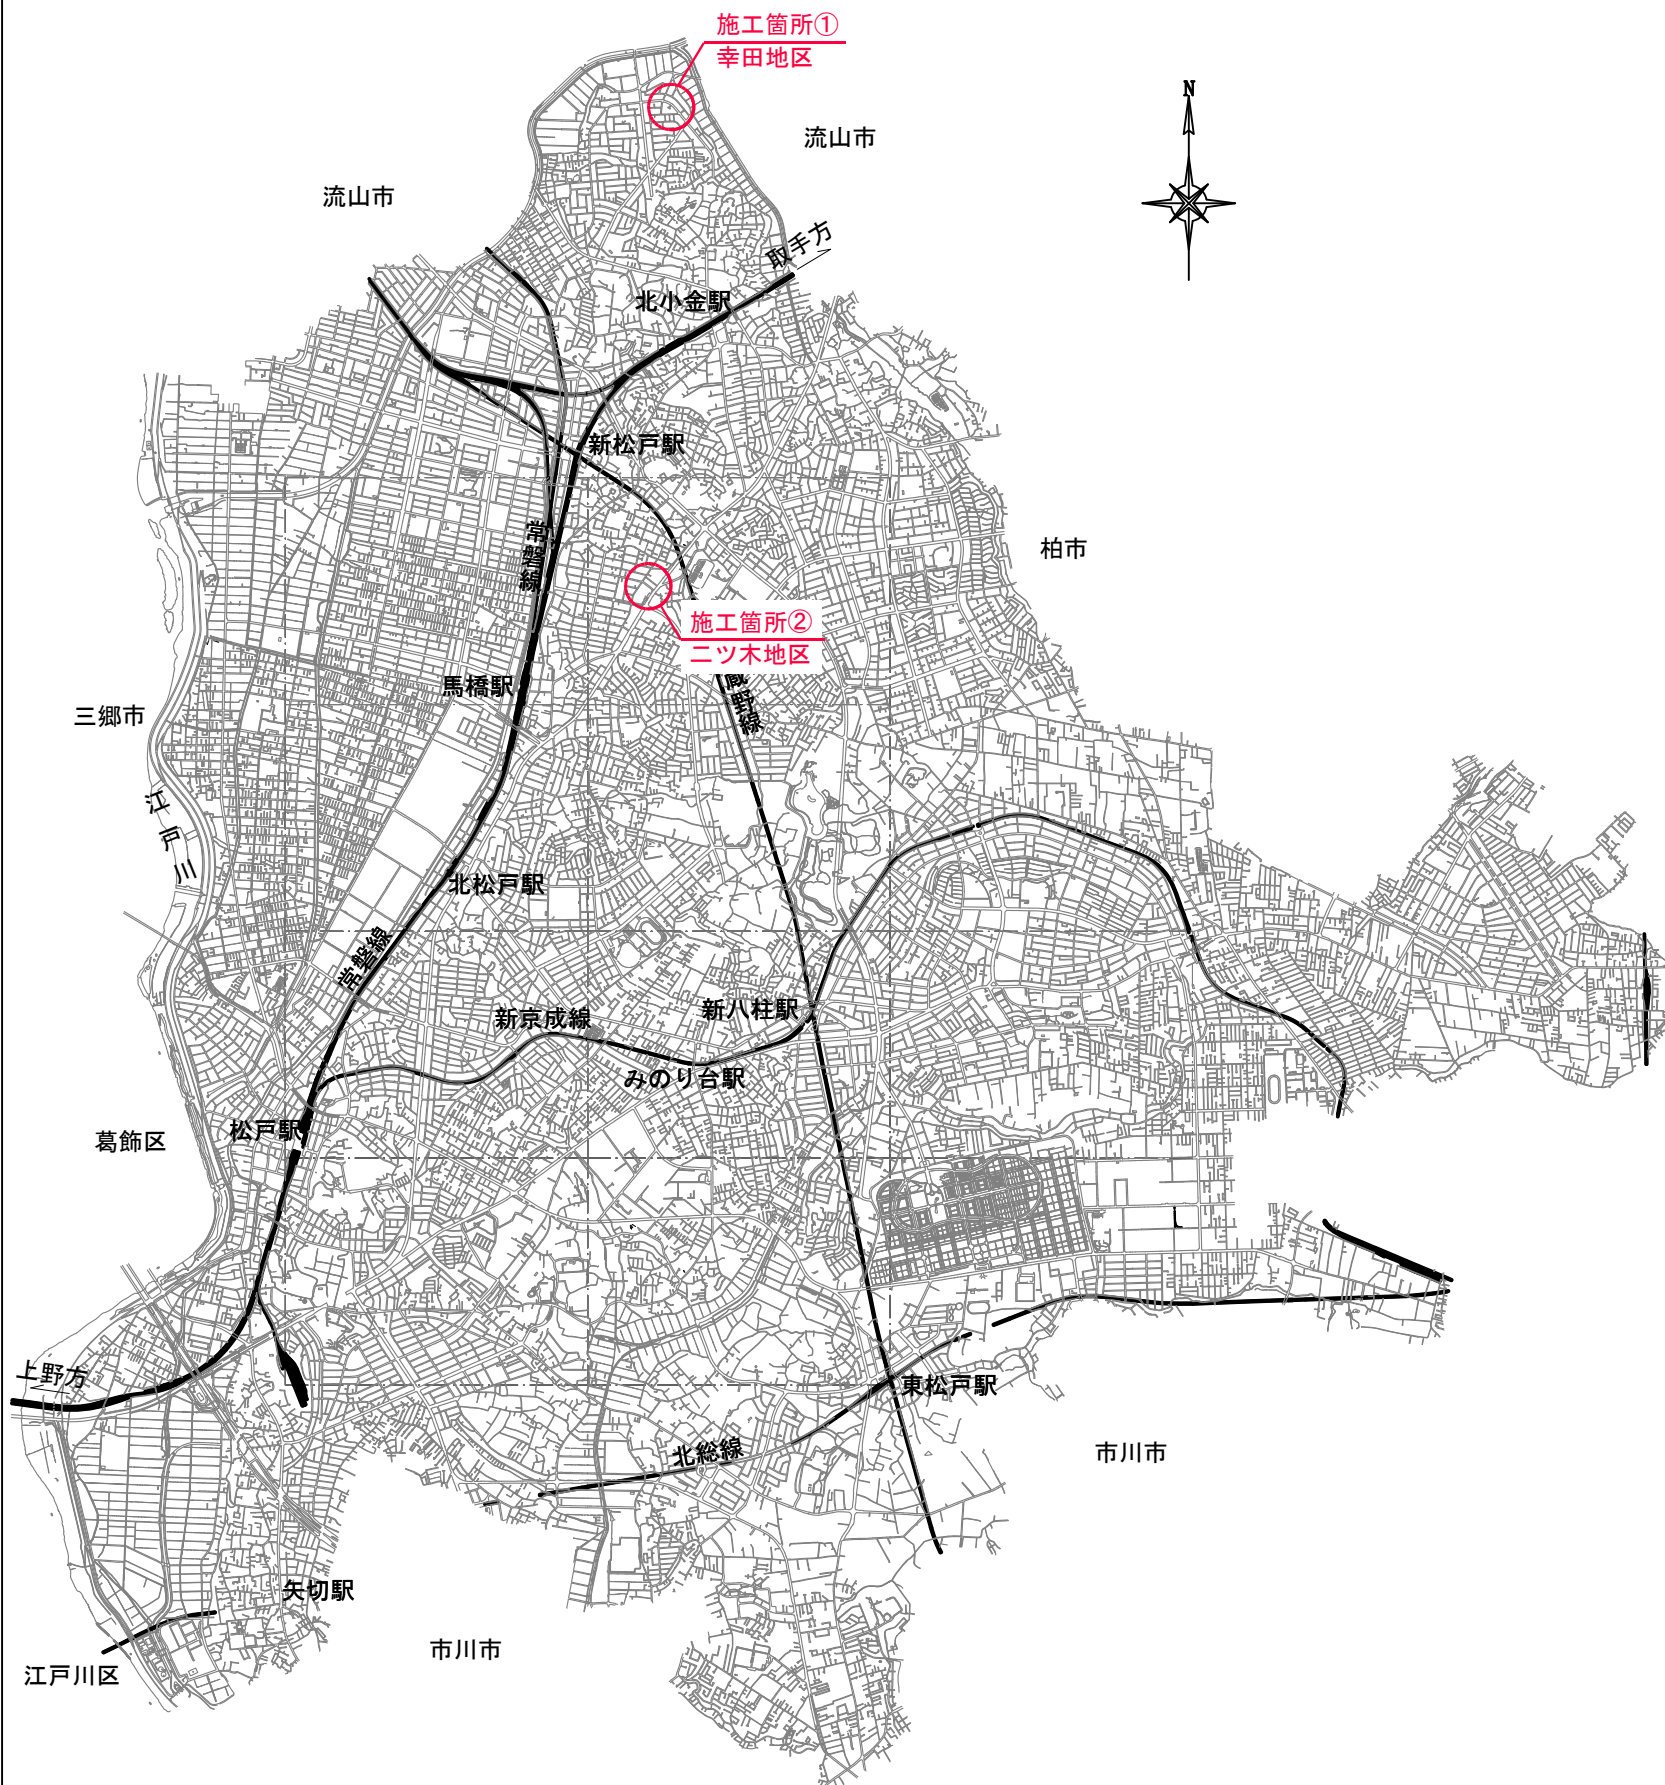 施工箇所①
幸田地区
N
流山市
流山市
取手方
北小金駅
新松戸駅
常磐線
柏市
施工箇所②
二ツ木地区
馬橋駅
蔵野線
三郷市
江戸川
北松戸駅
常磐線
新八柱駅
新京成線
みのり台駅
松戸駅
葛飾区
上野方
東松戸駅
北総線
市川市
矢切駅
市川市
江戸川区